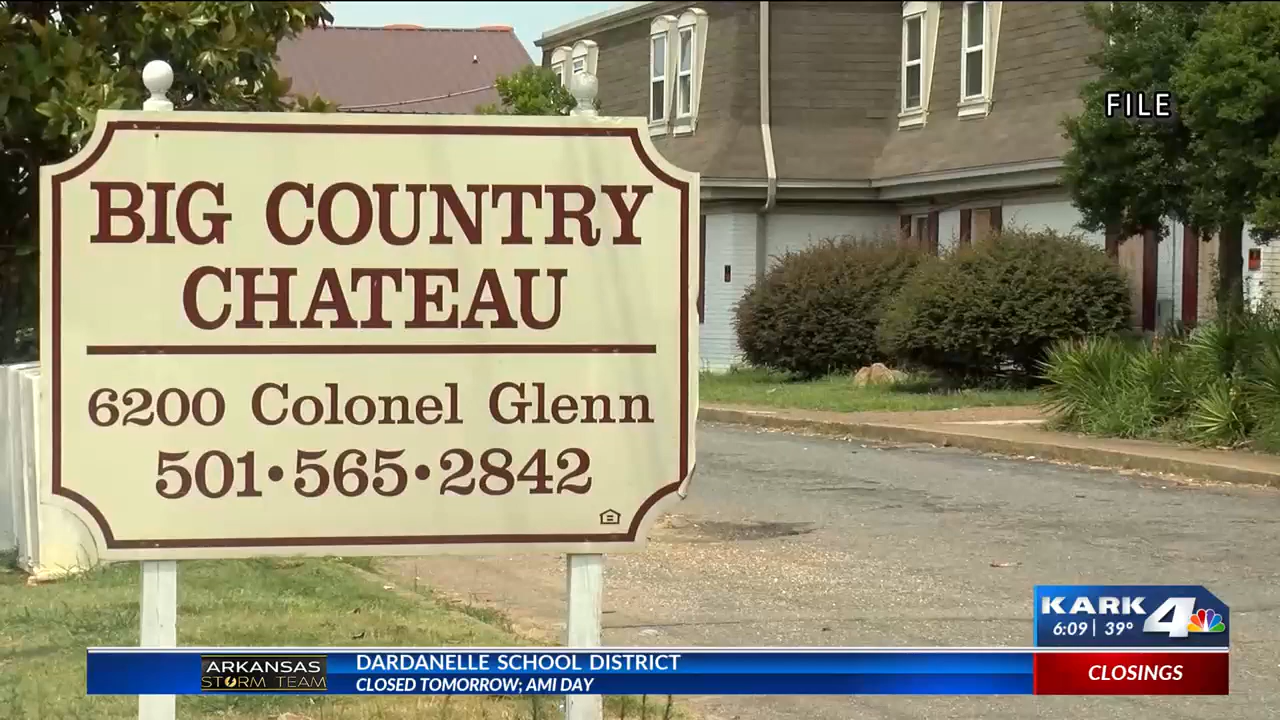 FILE
BIG COUNTRY
CHATEAU
6200 Colonel Glenn
501•565•2842
KARK 4
6:09 | 39°
ARKANSAS
STORM TEAM
DARDANELLE SCHOOL DISTRICT
CLOSED TOMORROW; AMI DAY
CLOSINGS